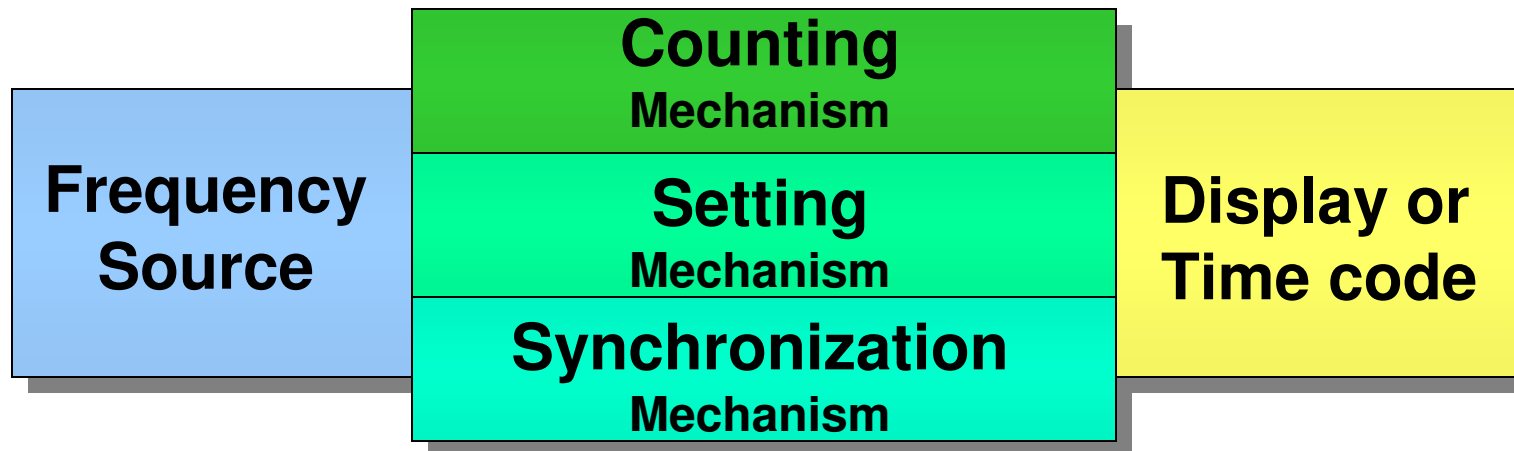 Frequency
Source
Counting
Mechanism
Setting
Mechanism
Synchronization
Mechanism
Display or
Time code